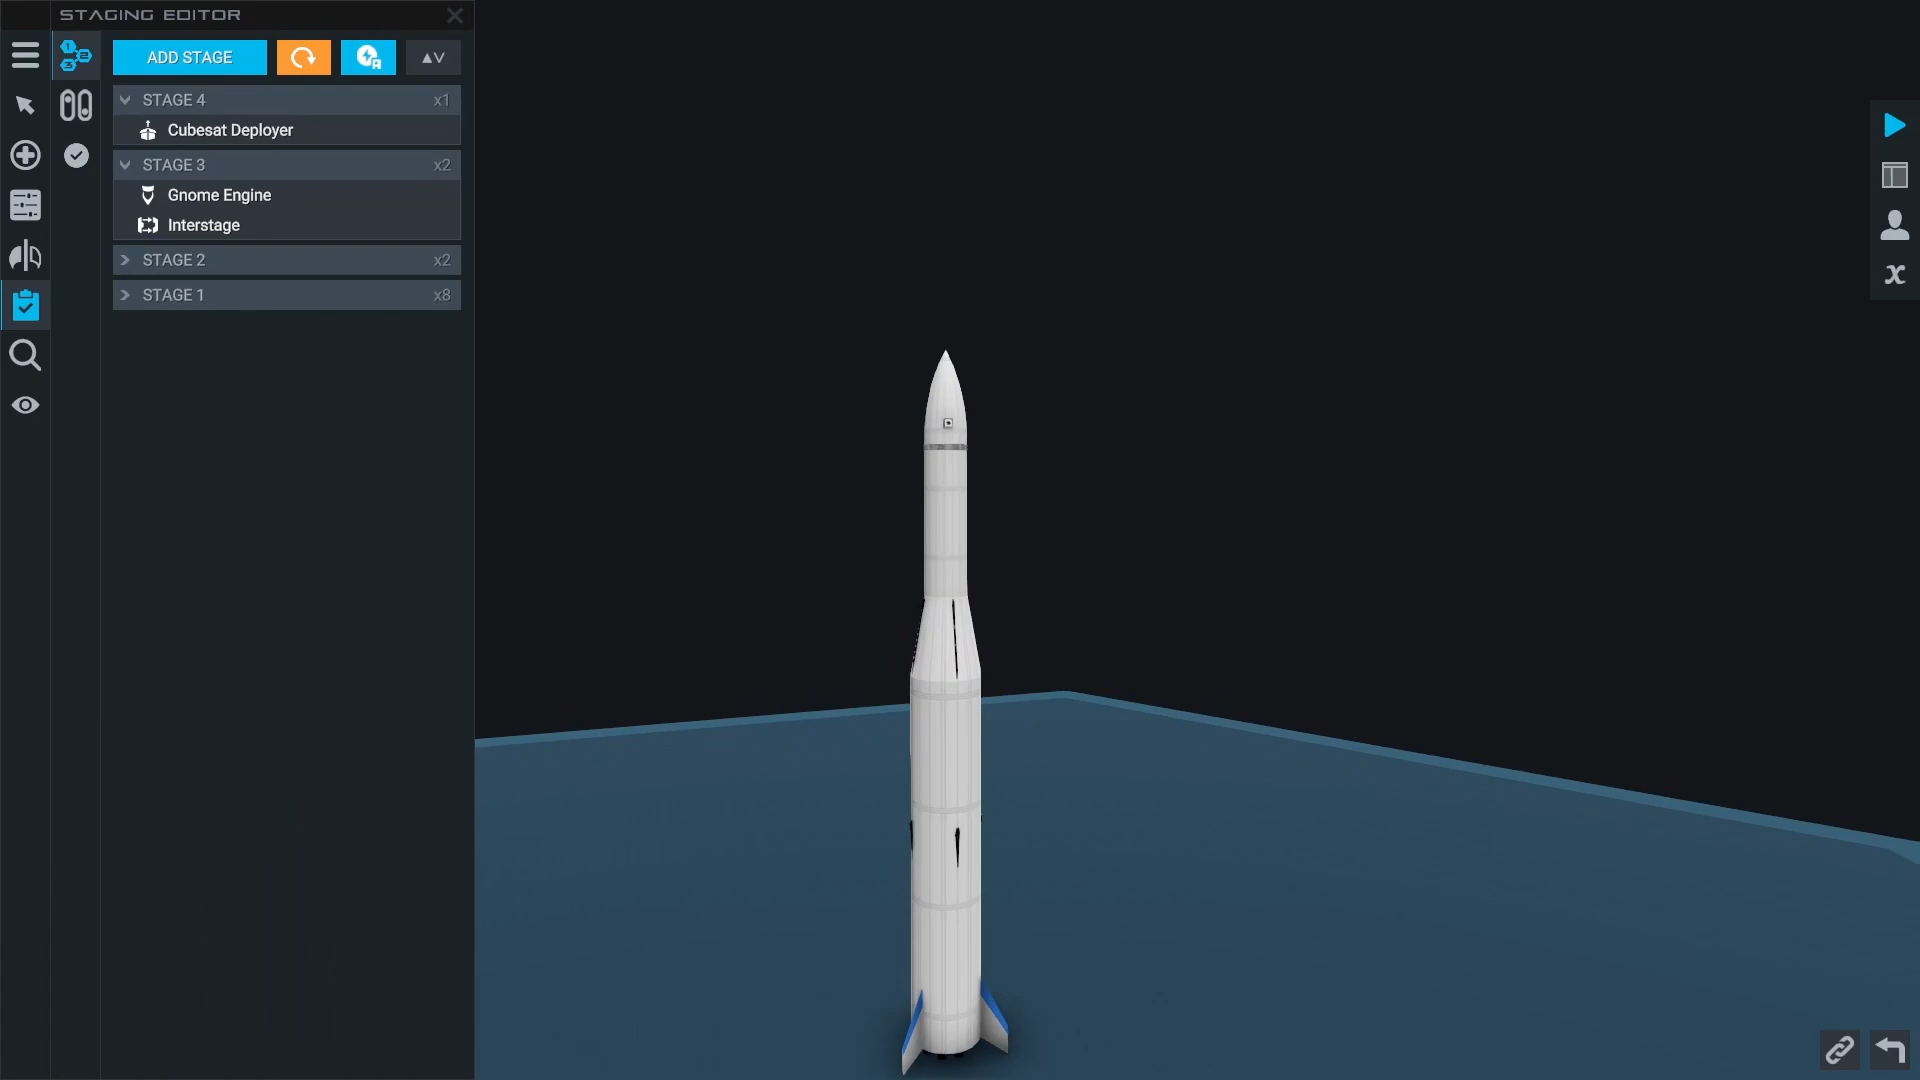 STAGING EDITOR
ADD STAGE
STAGE 4 x1
Cubesat Deployer
STAGE 3 x2
Gnome Engine
Interstage
STAGE 2 x2
STAGE 1 x8